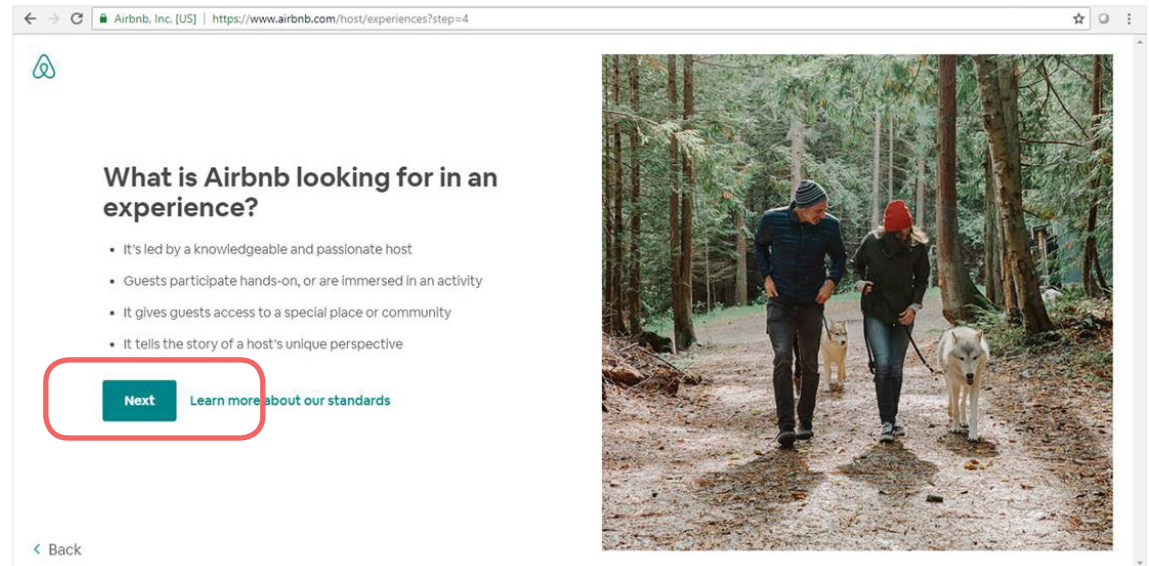 Airbnb, Inc. [US] | https://www.airbnb.com/host/experiences?step=4
What is Airbnb looking for in an
experience?
• It's led by a knowledgeable and passionate host
• Guests participate hands-on, or are immersed in an activity
• It gives guests access to a special place or community
• It tells the story of a host's unique perspective
Next Learn more about our standards
< Back